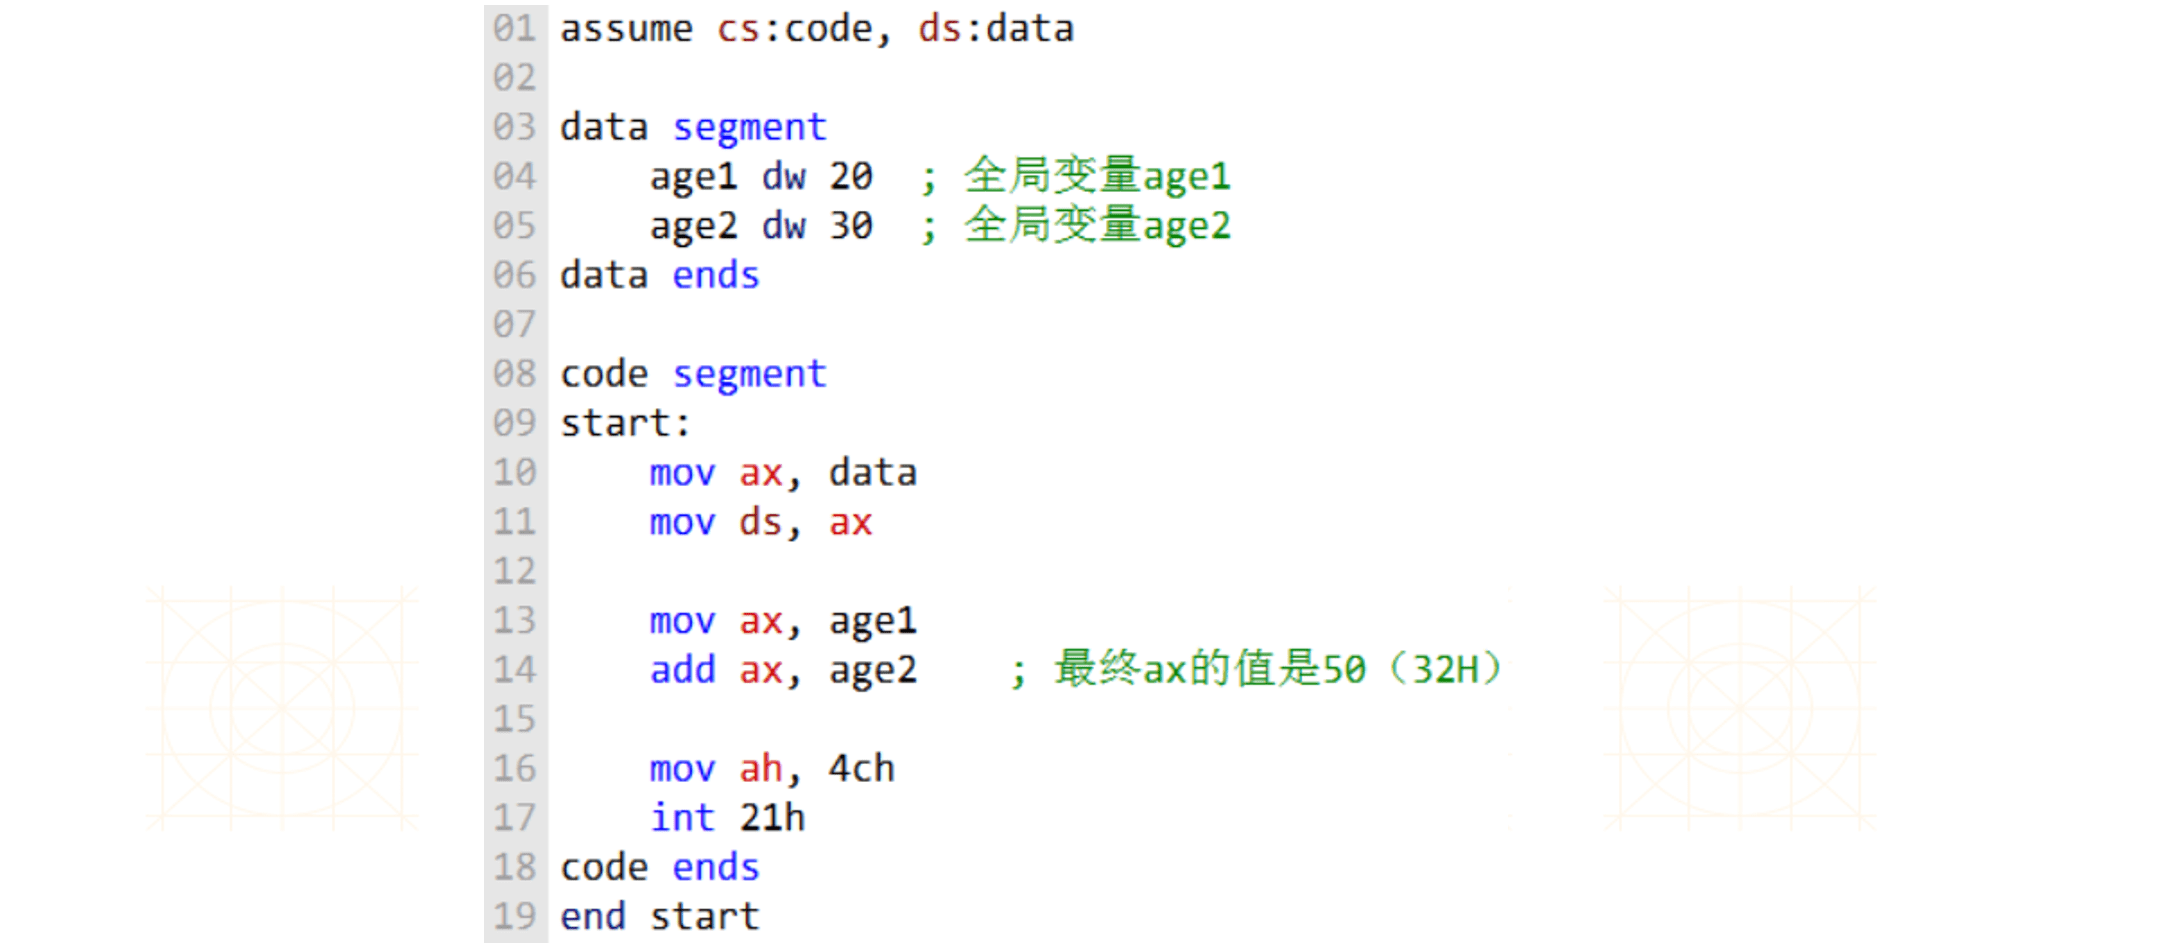 01 assume cs:code, ds:data
02
03 data segment
04     age1 dw 20  ; 全局变量age1
05     age2 dw 30  ; 全局变量age2
06 data ends
07
08 code segment
09 start:
10     mov ax, data
11     mov ds, ax
12
13     mov ax, age1
14     add ax, age2    ; 最终ax的值是50（32H）
15
16     mov ah, 4ch
17     int 21h
18 code ends
19 end start